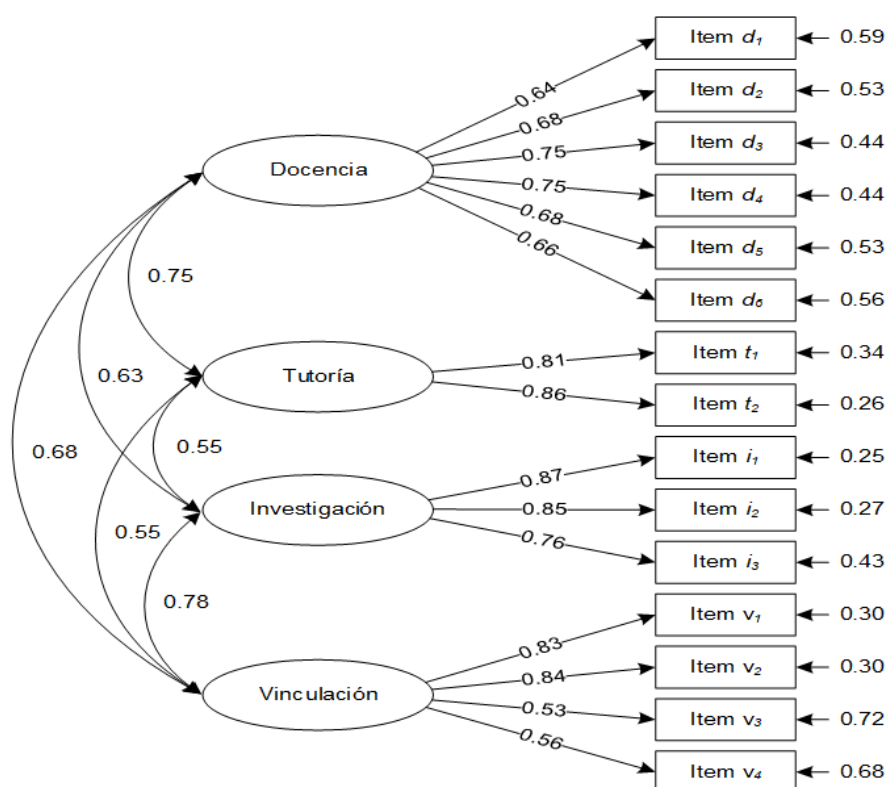 Item d₁ 0.59
0.64
Item d₂ 0.53
0.68
Item d₃ 0.44
0.75
Docencia
Item d₄ 0.44
0.75
0.68
Item d₅ 0.53
0.66
0.75
Item d₆ 0.56
Item t₁ 0.34
0.81
0.63
Tutoría
0.86
Item t₂ 0.26
0.68
0.55
Item i₁ 0.25
0.87
Investigación
0.85
Item i₂ 0.27
0.55
0.76
Item i₃ 0.43
0.78
Item v₁ 0.30
0.83
Item v₂ 0.30
0.84
Vinculación
0.53
Item v₃ 0.72
0.56
Item v₄ 0.68